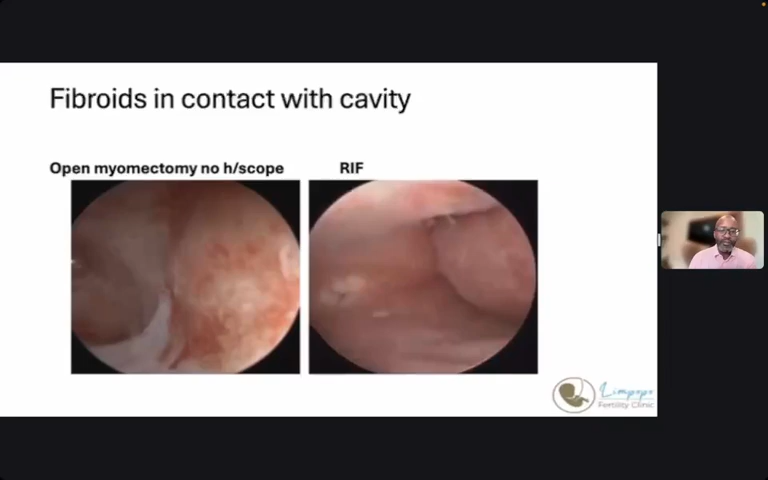 Fibroids in contact with cavity
Open myomectomy no h/scope
RIF
Limpopo
Fertility Clinic